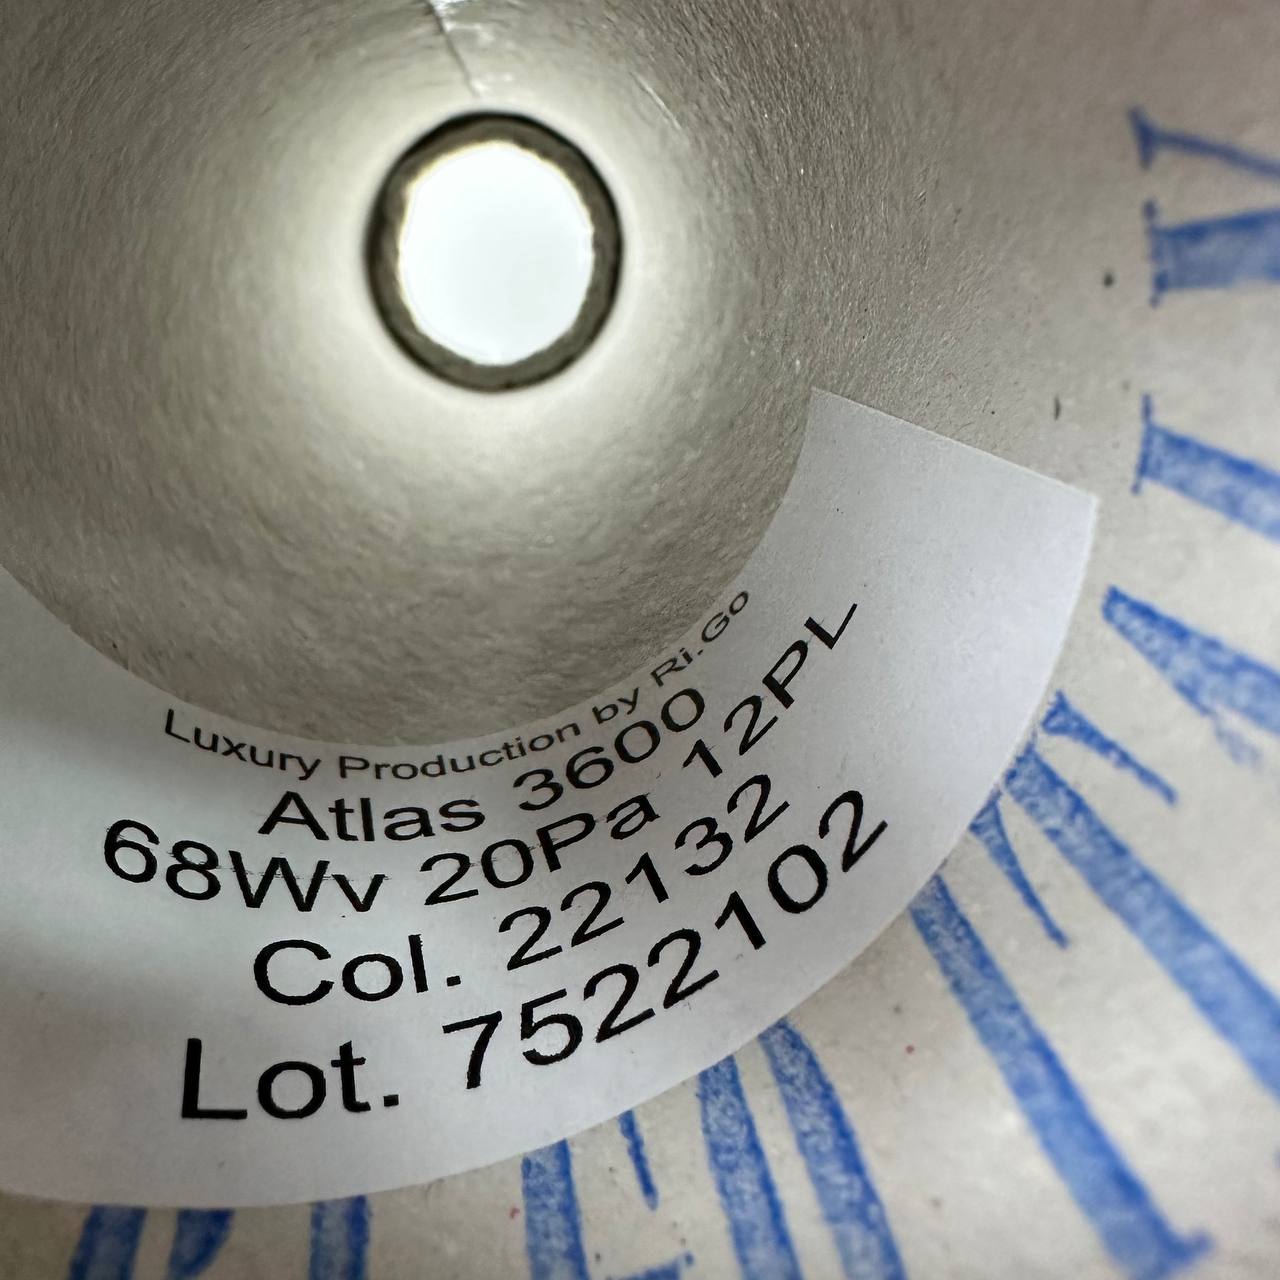 Luxury Production by Ri.Go
Atlas 3600
68Wv 20Pa 12PL
Col. 22132
Lot. 7522102